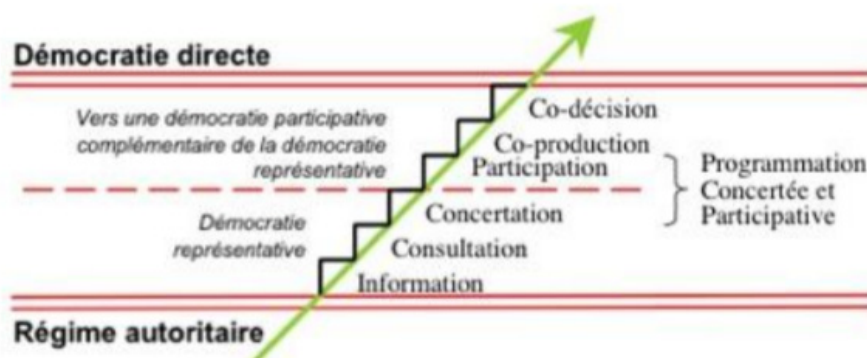 Démocratie directe
Vers une démocratie participative
complémentaire de la démocratie
représentative
Co-décision
Co-production
Participation
Programmation
Concertée et
Participative
Démocratie
représentative
Concertation
Consultation
Information
Régime autoritaire